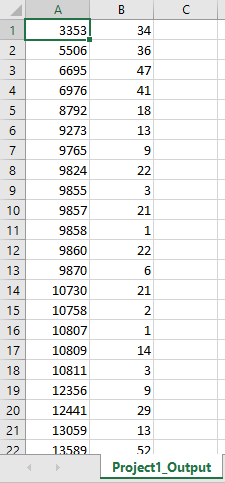 A B C
1 3353 34
2 5506 36
3 6695 47
4 6976 41
5 8792 18
6 9273 13
7 9765 9
8 9824 22
9 9855 3
10 9857 21
11 9858 1
12 9860 22
13 9870 6
14 10730 21
15 10758 2
16 10807 1
17 10809 14
18 10811 3
19 12356 9
20 12441 29
21 13059 13
22 13589 52
Project1_Output